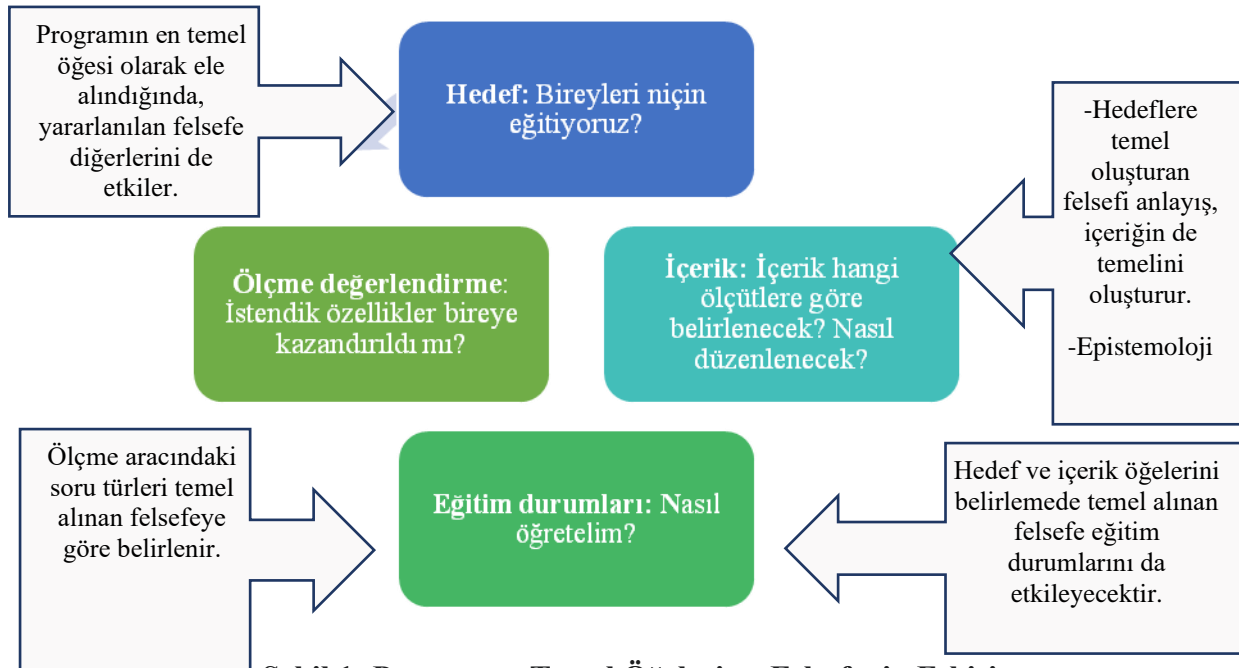 Programın en temel
öğesi olarak ele
alındığında,
yararlanılan felsefe
diğerlerini de
etkiler.
Hedef: Bireyleri niçin
eğitiyoruz?
-Hedeflere
temel
oluşturan
felsefi anlayış,
içeriğin de
temelini
oluşturur.
-Epistemoloji
Ölçme değerlendirme:
İstendik özellikler bireye
kazandırıldı mı?
İçerik: İçerik hangi
ölçütlere göre
belirlenecek? Nasıl
düzenlenecek?
Ölçme aracındaki
soru türleri temel
alınan felsefeye
göre belirlenir.
Eğitim durumları: Nasıl
öğretelim?
Hedef ve içerik öğelerini
belirlemede temel alınan
felsefe eğitim
durumlarını da
etkileyecektir.